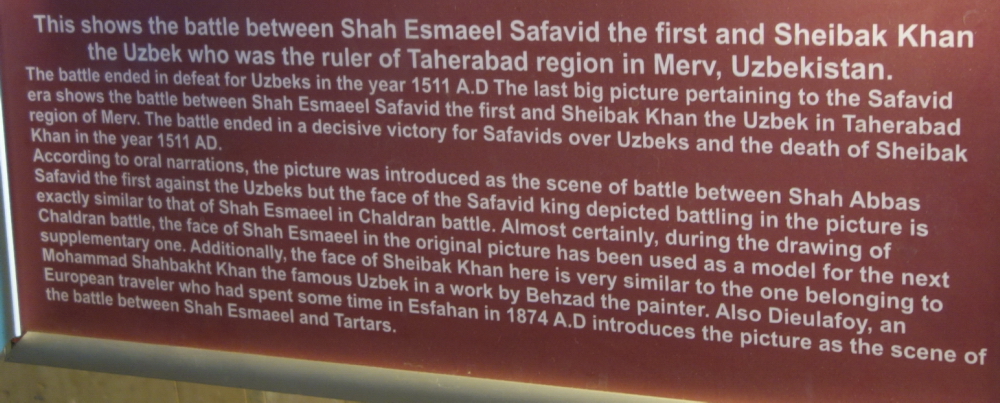 This shows the battle between Shah Esmaeel Safavid the first and Sheibak Khan
the Uzbek who was the ruler of Taherabad region in Merv, Uzbekistan.
The battle ended in defeat for Uzbeks in the year 1511 A.D The last big picture pertaining to the Safavid
era shows the battle between Shah Esmaeel Safavid the first and Sheibak Khan the Uzbek in Taherabad
region of Merv. The battle ended in a decisive victory for Safavids over Uzbeks and the death of Sheibak
Khan in the year 1511 AD.
According to oral narrations, the picture was introduced as the scene of battle between Shah Abbas
Safavid the first against the Uzbeks but the face of the Safavid king depicted battling in the picture is
exactly similar to that of Shah Esmaeel in Chaldran battle. Almost certainly, during the drawing of
Chaldran battle, the face of Shah Esmaeel in the original picture has been used as a model for the next
supplementary one. Additionally, the face of Sheibak Khan here is very similar to the one belonging to
Mohammad Shahbakht Khan the famous Uzbek in a work by Behzad the painter. Also Dieulafoy, an
European traveler who had spent some time in Esfahan in 1874 A.D introduces the picture as the scene of
the battle between Shah Esmaeel and Tartars.